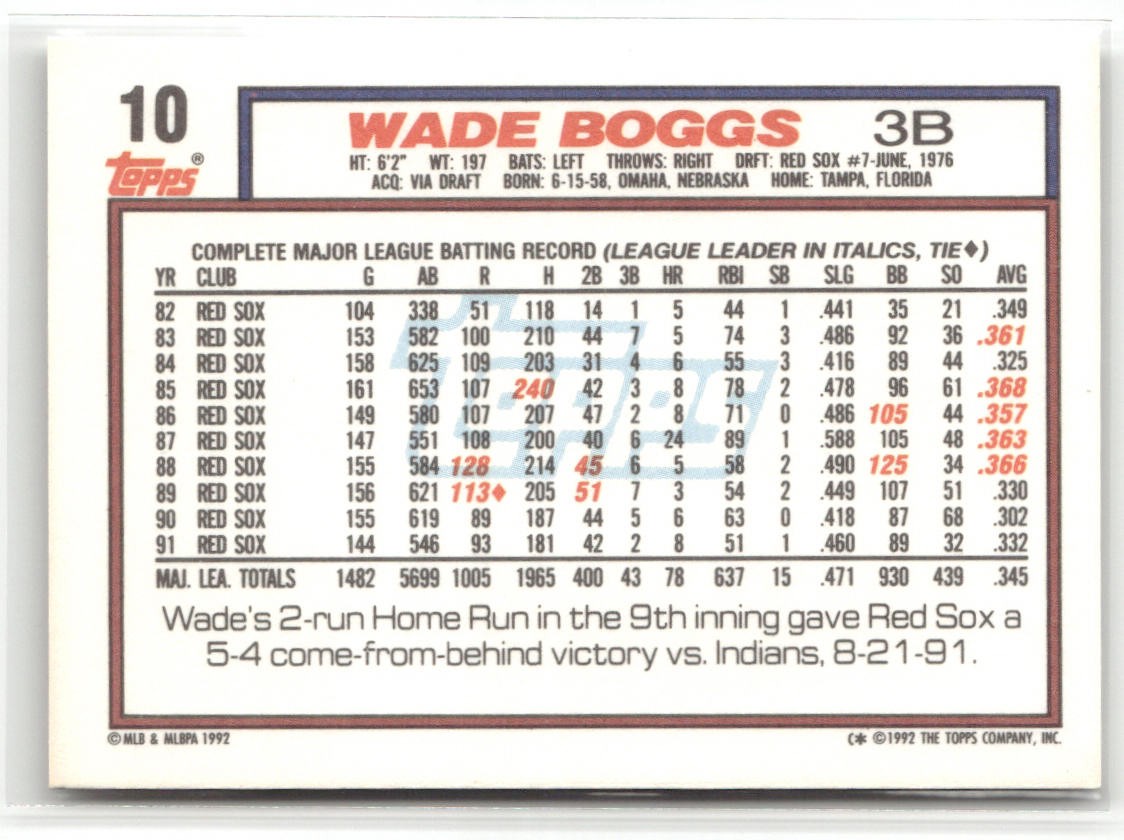 10
WADE BOGGS 3B
Topps®
HT: 6'2" WT: 197 BATS: LEFT THROWS: RIGHT DRFT: RED SOX #7-JUNE, 1976
ACQ: VIA DRAFT BORN: 6-15-58, OMAHA, NEBRASKA HOME: TAMPA, FLORIDA
COMPLETE MAJOR LEAGUE BATTING RECORD (LEAGUE LEADER IN ITALICS, TIE♦)
YR CLUB G AB R H 2B 3B HR RBI SB SLG BB SO AVG
82 RED SOX 104 338 51 118 14 1 5 44 1 .441 35 21 .349
83 RED SOX 153 582 100 210 44 7 5 74 3 .486 92 36 .361
84 RED SOX 158 625 109 203 31 4 6 55 3 .416 89 44 .325
85 RED SOX 161 653 107 240 42 3 8 78 2 .478 96 61 .368
86 RED SOX 149 580 107 207 47 2 8 71 0 .486 105 44 .357
87 RED SOX 147 551 108 200 40 6 24 89 1 .588 105 48 .363
88 RED SOX 155 584 128 214 45 6 5 58 2 .490 125 34 .366
89 RED SOX 156 621 113♦ 205 51 7 3 54 2 .449 107 51 .330
90 RED SOX 155 619 89 187 44 5 6 63 0 .418 87 68 .302
91 RED SOX 144 546 93 181 42 2 8 51 1 .460 89 32 .332
MAJ. LEA. TOTALS 1482 5699 1005 1965 400 43 78 637 15 .471 930 439 .345
Topps
Wade's 2-run Home Run in the 9th inning gave Red Sox a
5-4 come-from-behind victory vs. Indians, 8-21-91.
© MLB & MLBPA 1992 (* ©1992 THE TOPPS COMPANY, INC.